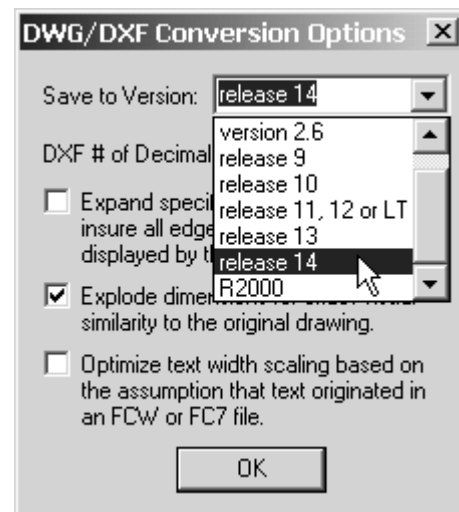 DWG/DXF Conversion Options
Save to Version: release 14
version 2.6
DXF # of Decimal
release 9
release 10
Expand specif
release 11, 12 or LT
insure all edge
release 13
displayed by t
release 14
R2000
Explode dimen
similarity to the original drawing.
Optimize text width scaling based on
the assumption that text originated in
an FCW or FC7 file.
OK